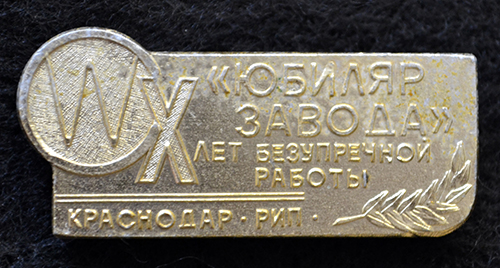 X «ЮБИЛЯР
ЗАВОДА»
ЛЕТ БЕЗУПРЕЧНОЙ
РАБОТЫ
КРАСНОДАР · РИП ·